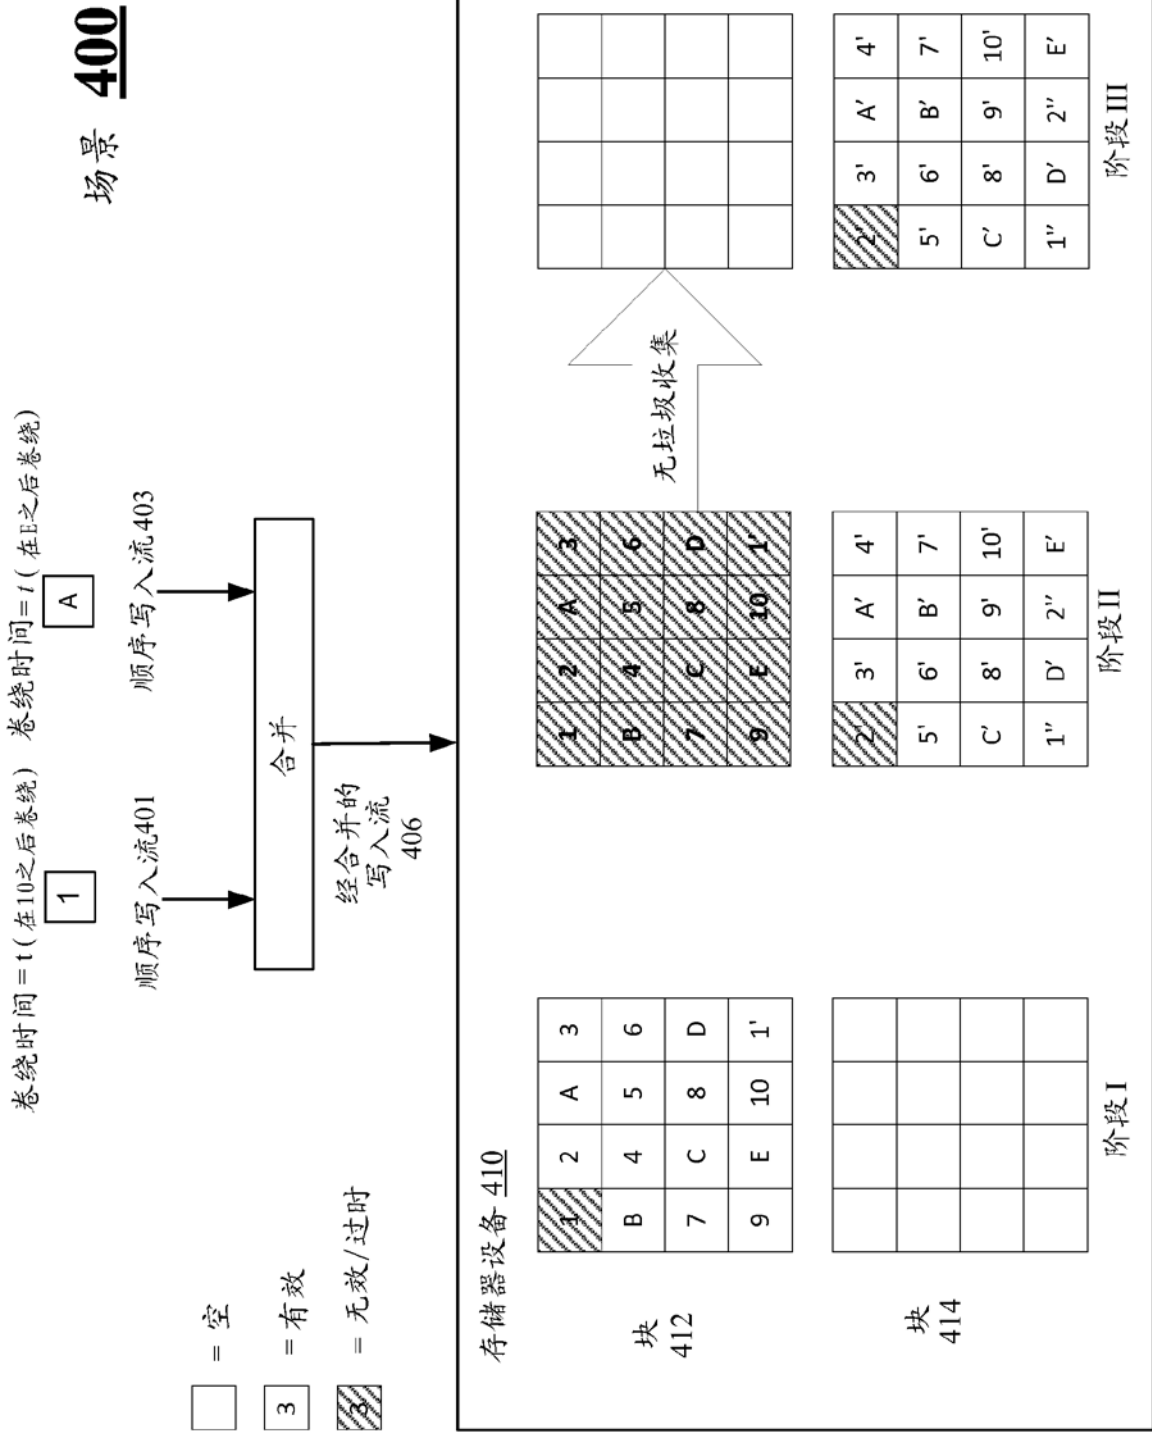 场景 400
卷绕时间=t(在10之后卷绕) 卷绕时间=t(在E之后卷绕)
1 A
顺序写入流401 顺序写入流403
合并
经合并的
写入流
406
=空
3 =有效
3 =无效/过时
存储器设备 410
块
412
1 2 A 3
B 4 5 6
7 C 8 D
9 E 10 1'
1 2 A 3
B 4 5 6
7 C 8 D
9 E 10 1'
无垃圾收集
块
414
2' 3' A' 4'
5' 6' B' 7'
C' 8' 9' 10'
1'' D' 2'' E'
2' 3' A' 4'
5' 6' B' 7'
C' 8' 9' 10'
1'' D' 2'' E'
阶段I 阶段II 阶段III